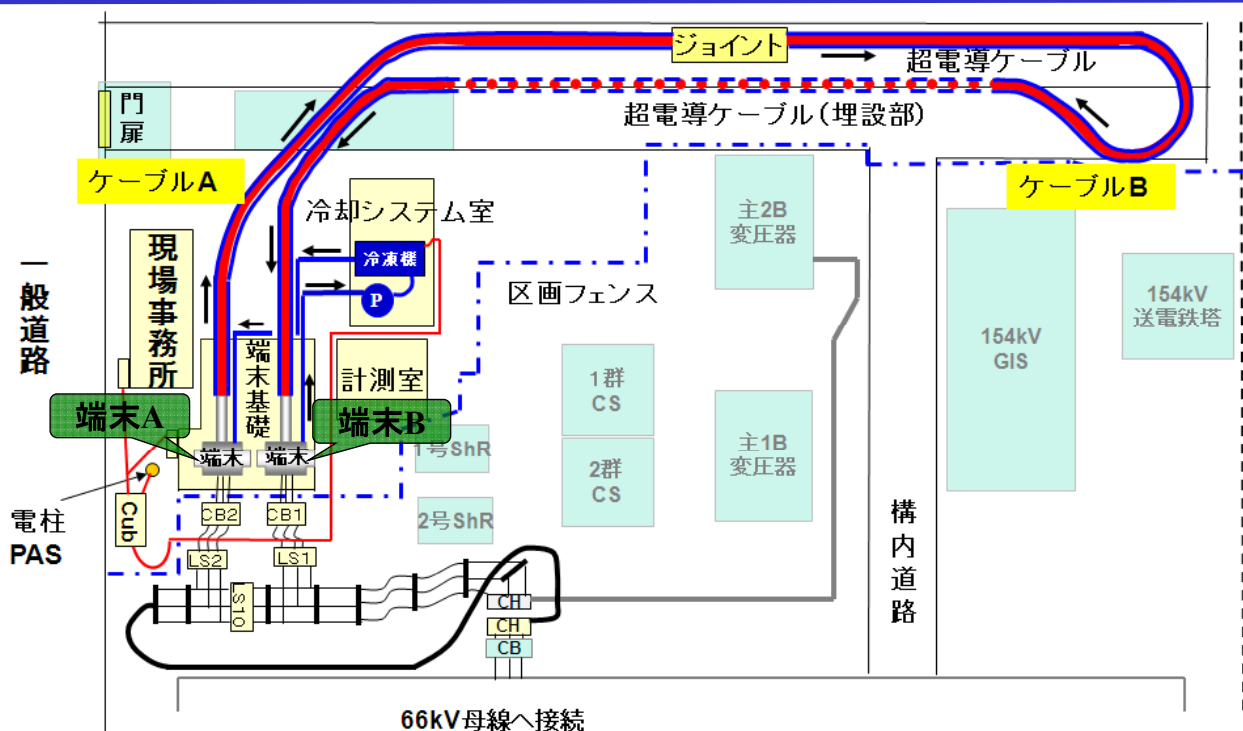 ジョイント
超電導ケーブル
超電導ケーブル(埋設部)
門
扉
ケーブルA
ケーブルB
冷却システム室
冷凍機
P
現
場
事
務
所
一
般
道
路
端
末
基
礎
計測室
端末A
端末B
端末
端末
区画フェンス
主2B
変圧器
主1B
変圧器
154kV
GIS
154kV
送電鉄塔
1群
CS
2群
CS
1号ShR
2号ShR
電柱
PAS
Cub
CB2
CB1
LS2
LS1
LS10
CH
CH
CB
構
内
道
路
66kV母線へ接続